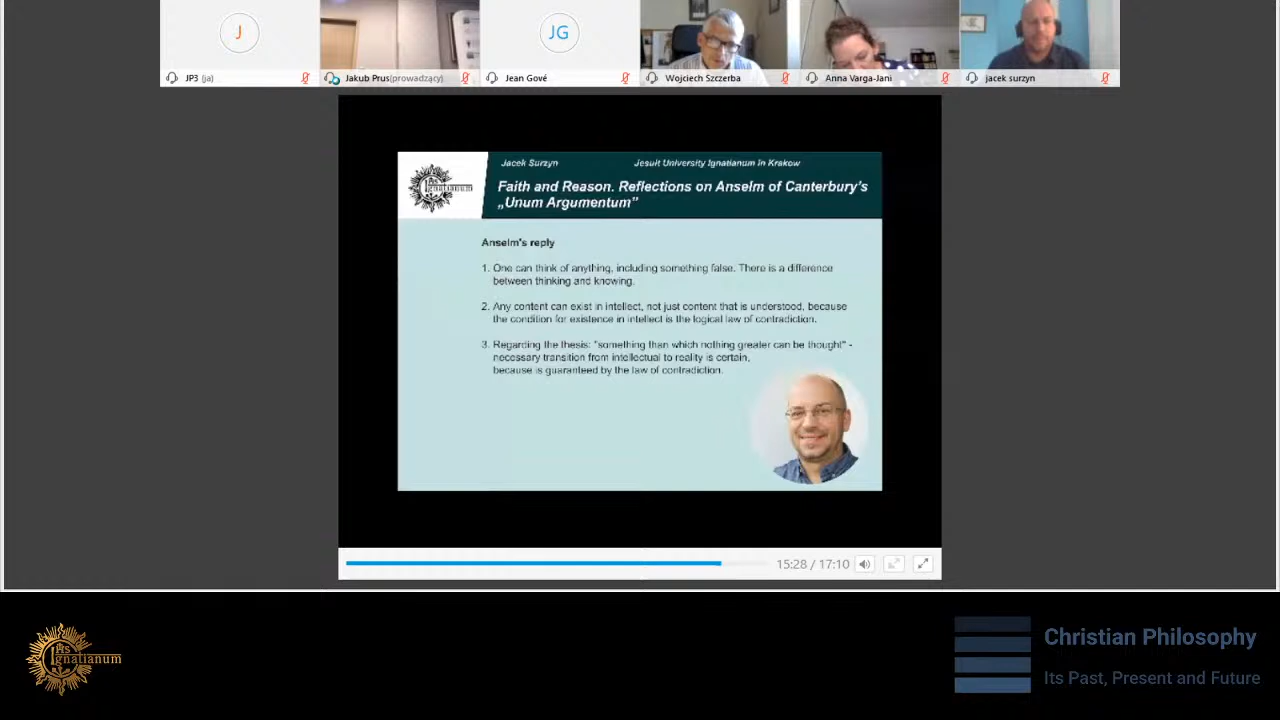 J
JG
JP3 (ja)
Jakub Prus(prowadzący)
Jean Gové
Wojciech Szczerba
Anna Varga-Jani
jacek surzyn
Jacek Surzyn
Jesuit University Ignatianum in Krakow
Ignatianum
Faith and Reason. Reflections on Anselm of Canterbury's
„Unum Argumentum”
Anselm's reply
1. One can think of anything, including something false. There is a difference
between thinking and knowing.
2. Any content can exist in intellect, not just content that is understood, because
the condition for existence in intellect is the logical law of contradiction.
3. Regarding the thesis: "something than which nothing greater can be thought" -
necessary transition from intellectual to reality is certain,
because is guaranteed by the law of contradiction.
15:28 / 17:10
Ignatianum
Christian Philosophy
Its Past, Present and Future